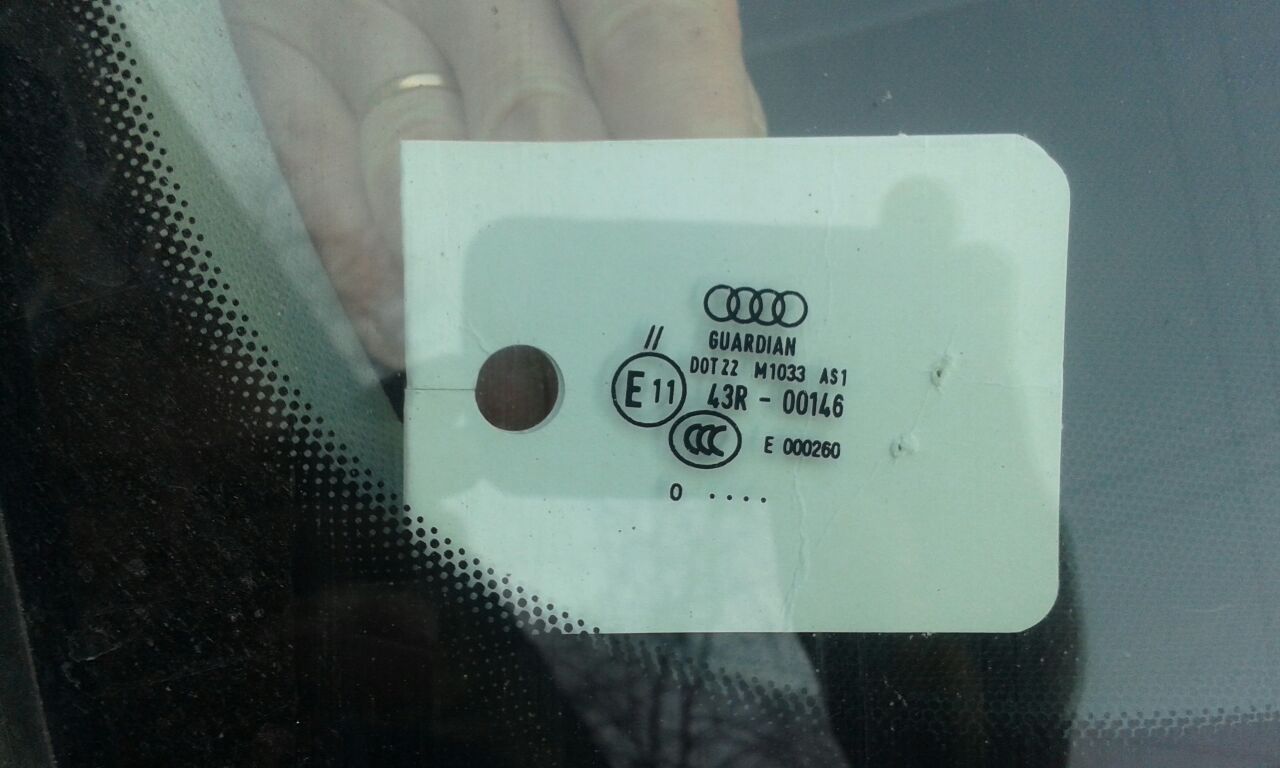 GUARDIAN
//
DOT 22 M1033 AS1
E 11
43R - 00146
CCC
E 000260
0 ....